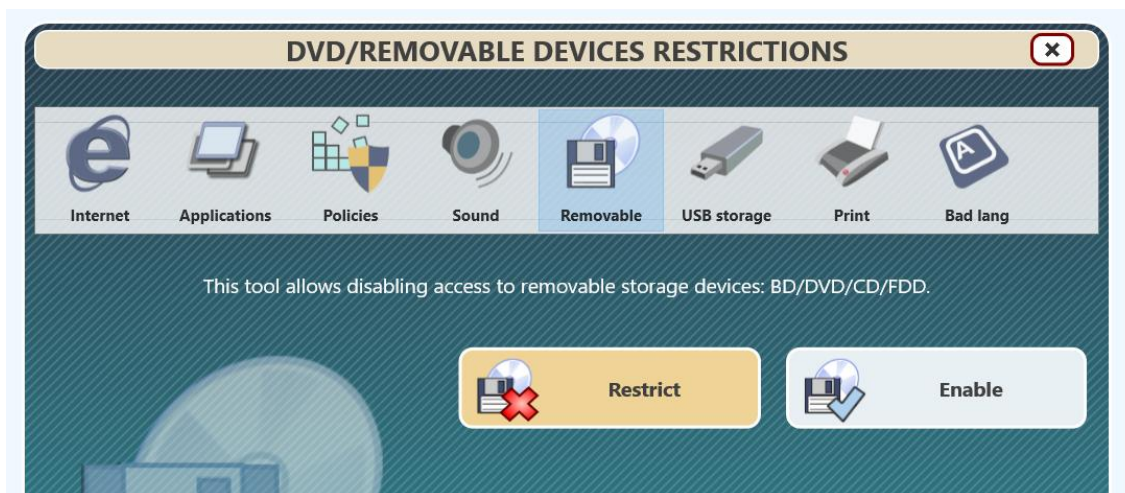 DVD/REMOVABLE DEVICES RESTRICTIONS
Internet Applications Policies Sound Removable USB storage Print Bad lang
This tool allows disabling access to removable storage devices: BD/DVD/CD/FDD.
Restrict Enable